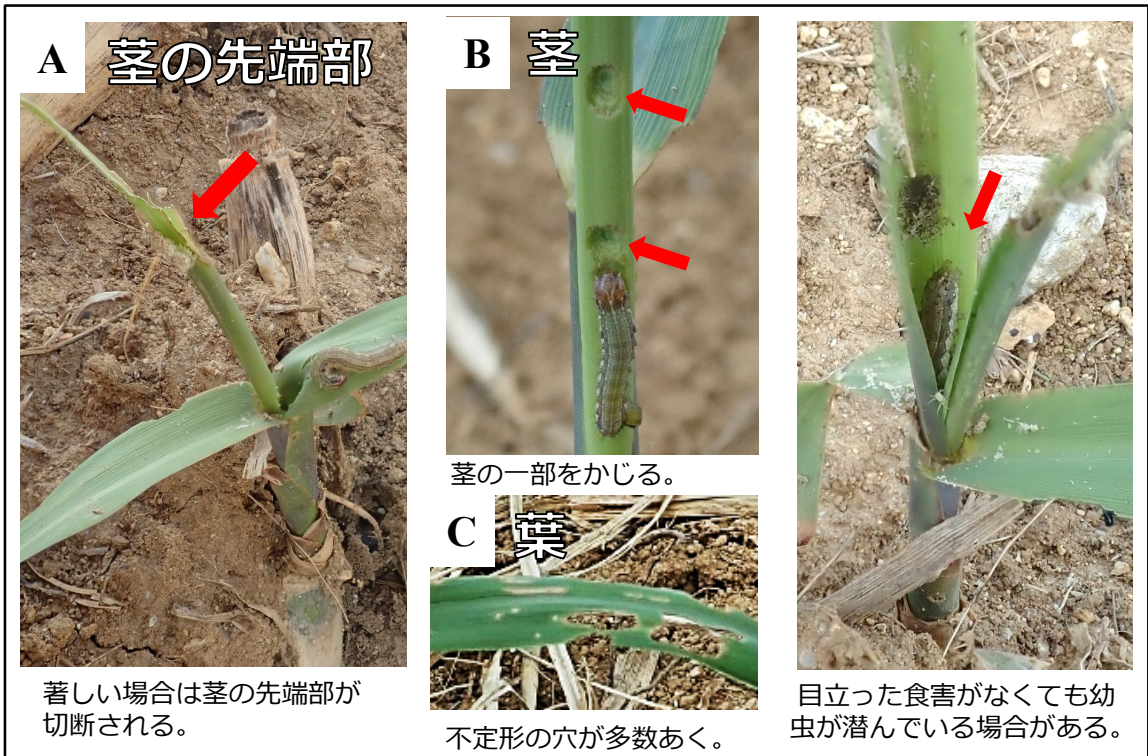 A 茎の先端部
著しい場合は茎の先端部が
切断される。
B 茎
茎の一部をかじる。
C 葉
不定形の穴が多数あく。
目立った食害がなくても幼
虫が潜んでいる場合がある。